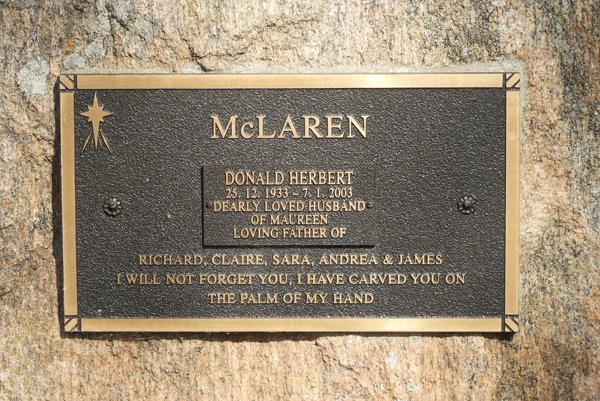 McLAREN
DONALD HERBERT
25. 12. 1933 – 7. 1. 2003
DEARLY LOVED HUSBAND
OF MAUREEN
LOVING FATHER OF
RICHARD, CLAIRE, SARA, ANDREA & JAMES
I WILL NOT FORGET YOU, I HAVE CARVED YOU ON
THE PALM OF MY HAND